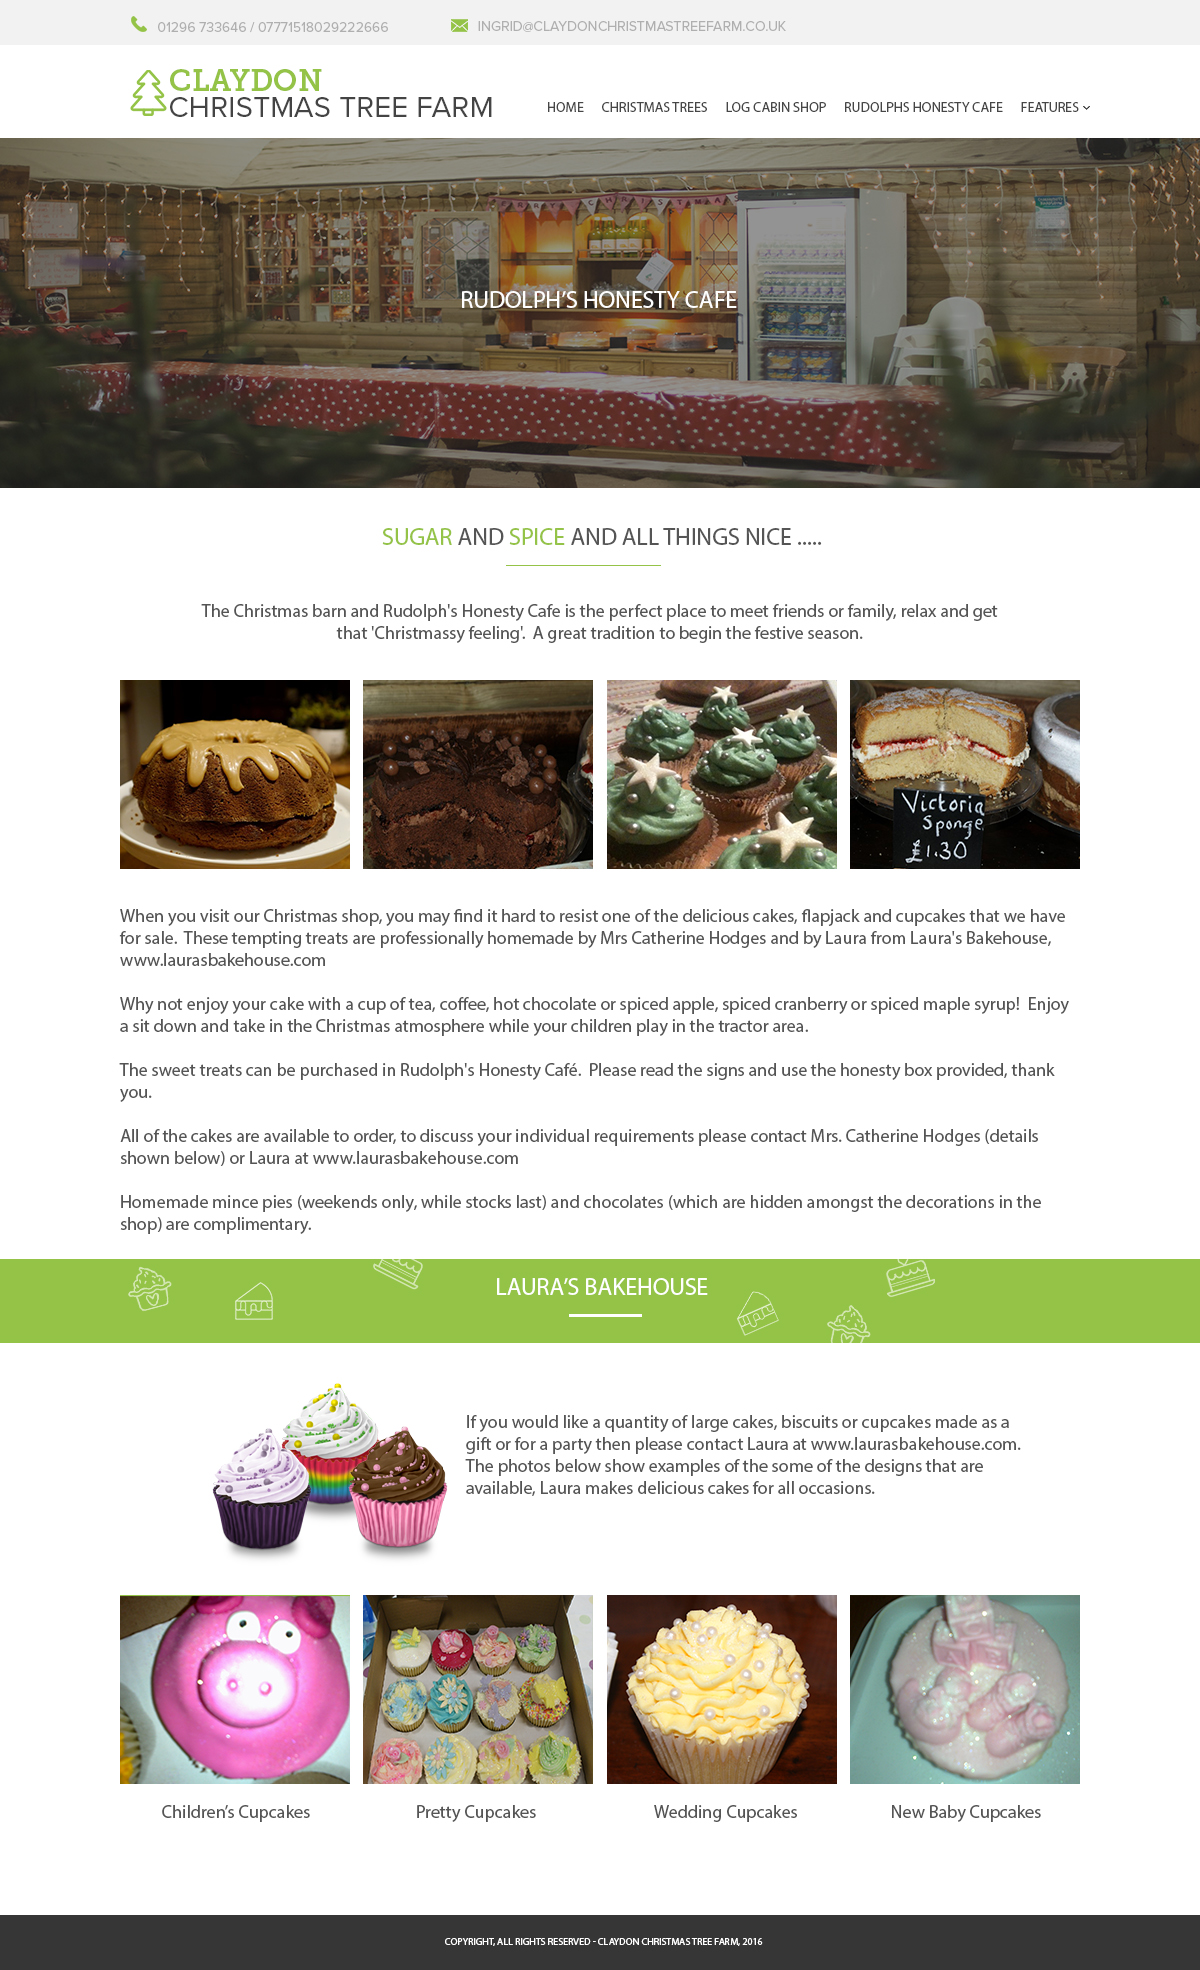 01296 733646 / 07771518029222666
INGRID@CLAYDONCHRISTMASTREEFARM.CO.UK
CLAYDON
CHRISTMAS TREE FARM
HOME CHRISTMAS TREES LOG CABIN SHOP RUDOLPHS HONESTY CAFE FEATURES
MERRY CHRISTMAS
RUDOLPH’S HONESTY CAFE
SUGAR AND SPICE AND ALL THINGS NICE .....
The Christmas barn and Rudolph's Honesty Cafe is the perfect place to meet friends or family, relax and get
that 'Christmassy feeling'. A great tradition to begin the festive season.
Victoria
Sponge
£1.30
When you visit our Christmas shop, you may find it hard to resist one of the delicious cakes, flapjack and cupcakes that we have
for sale. These tempting treats are professionally homemade by Mrs Catherine Hodges and by Laura from Laura's Bakehouse,
www.laurasbakehouse.com
Why not enjoy your cake with a cup of tea, coffee, hot chocolate or spiced apple, spiced cranberry or spiced maple syrup! Enjoy
a sit down and take in the Christmas atmosphere while your children play in the tractor area.
The sweet treats can be purchased in Rudolph's Honesty Café. Please read the signs and use the honesty box provided, thank
you.
All of the cakes are available to order, to discuss your individual requirements please contact Mrs. Catherine Hodges (details
shown below) or Laura at www.laurasbakehouse.com
Homemade mince pies (weekends only, while stocks last) and chocolates (which are hidden amongst the decorations in the
shop) are complimentary.
LAURA’S BAKEHOUSE
If you would like a quantity of large cakes, biscuits or cupcakes made as a
gift or for a party then please contact Laura at www.laurasbakehouse.com.
The photos below show examples of the some of the designs that are
available, Laura makes delicious cakes for all occasions.
Children’s Cupcakes
Pretty Cupcakes
Wedding Cupcakes
New Baby Cupcakes
COPYRIGHT, ALL RIGHTS RESERVED - CLAYDON CHRISTMAS TREE FARM, 2016